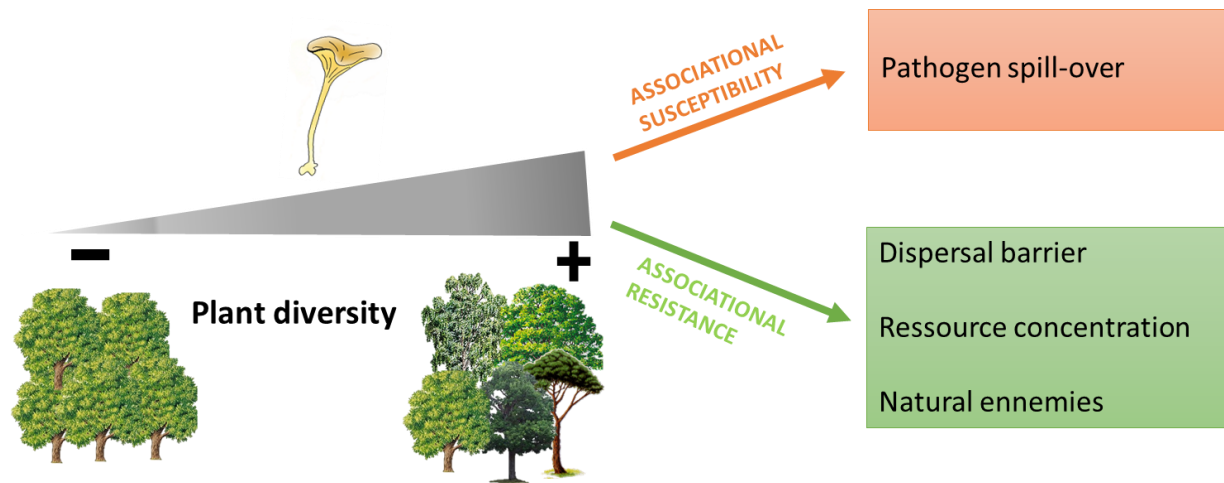 ASSOCIATIONAL
SUSCEPTIBILITY
Pathogen spill-over
−
+
Plant diversity
ASSOCIATIONAL
RESISTANCE
Dispersal barrier
Ressource concentration
Natural ennemies